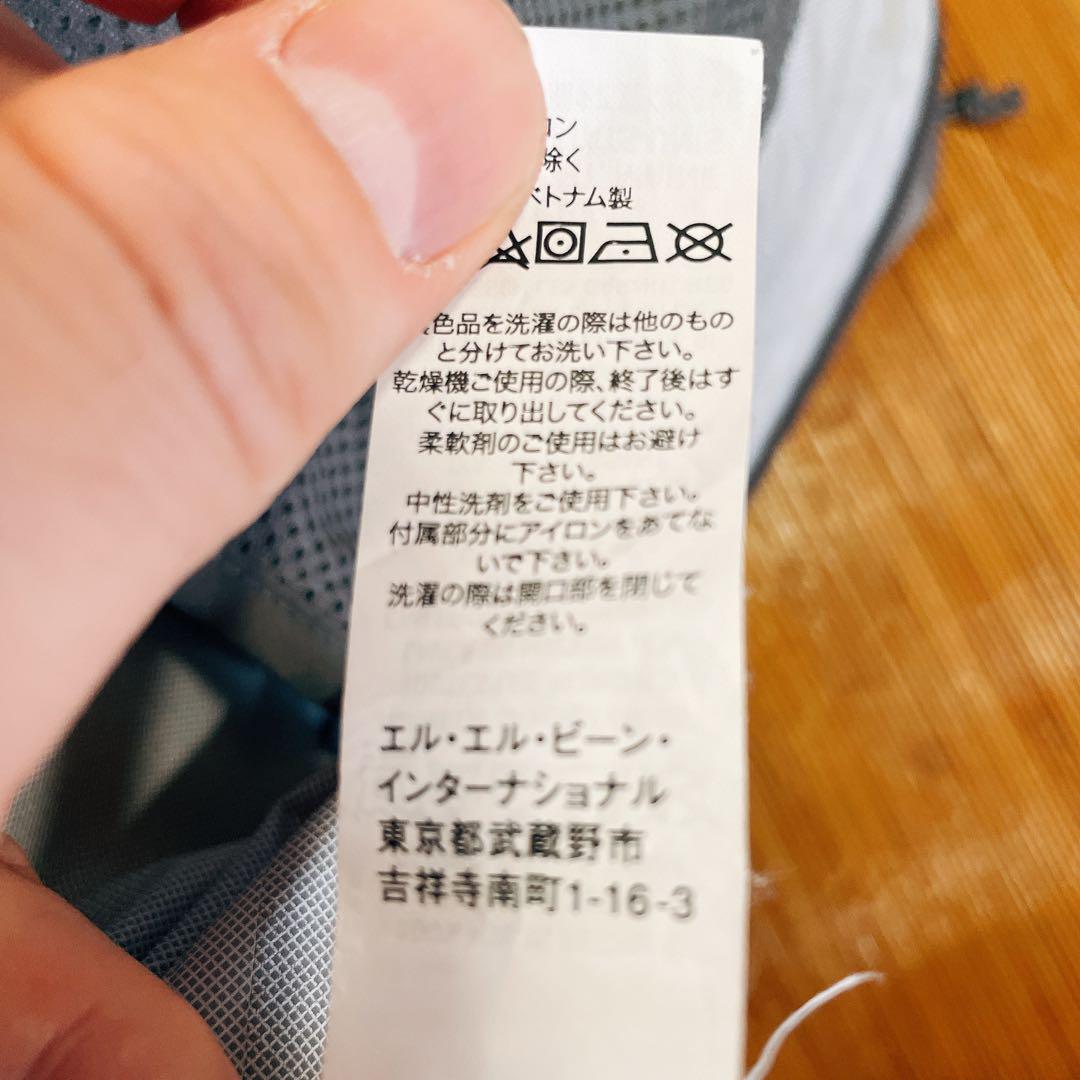 ン
除く
ベトナム製
色品を洗濯の際は他のもの
と分けてお洗い下さい。
乾燥機ご使用の際、終了後はす
ぐに取り出してください。
柔軟剤のご使用はお避け
下さい。
中性洗剤をご使用下さい。
付属部分にアイロンをあてな
いで下さい。
洗濯の際は開口部を閉じて
ください。
エル・エル・ビーン・
インターナショナル
東京都武蔵野市
吉祥寺南町1-16-3